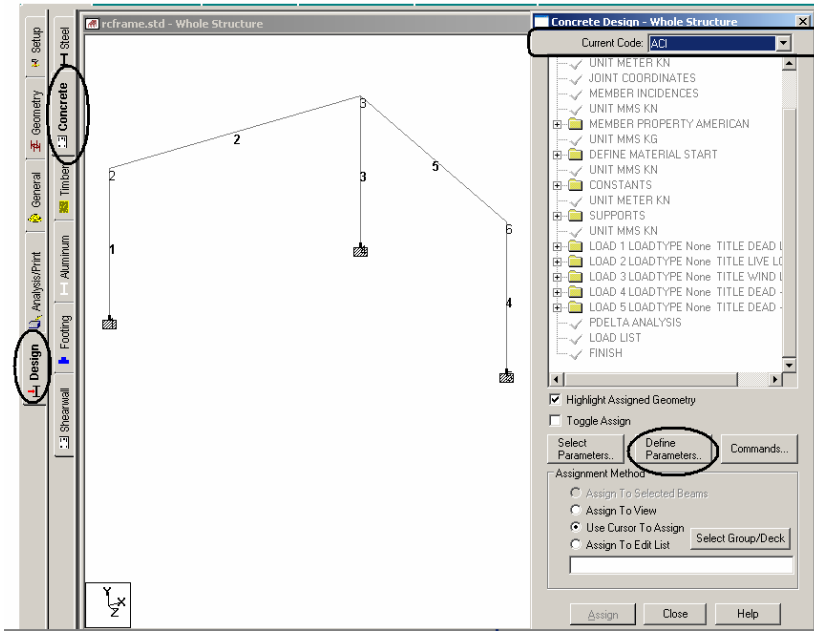 Setup
Geometry
General
Analysis/Print
Design
Steel
Concrete
Timber
Aluminum
Footing
Shearwall
rcframe.std - Whole Structure
3
2
2
5
3
6
1
4
Y
X
Z
Concrete Design - Whole Structure
Current Code: ACI
UNIT METER KN
JOINT COORDINATES
MEMBER INCIDENCES
UNIT MMS KN
MEMBER PROPERTY AMERICAN
UNIT MMS KG
DEFINE MATERIAL START
UNIT MMS KN
CONSTANTS
UNIT METER KN
SUPPORTS
UNIT MMS KN
LOAD 1 LOADTYPE None TITLE DEAD L
LOAD 2 LOADTYPE None TITLE LIVE LO
LOAD 3 LOADTYPE None TITLE WIND L
LOAD 4 LOADTYPE None TITLE DEAD -
LOAD 5 LOADTYPE None TITLE DEAD -
PDELTA ANALYSIS
LOAD LIST
FINISH
Highlight Assigned Geometry
Toggle Assign
Select Parameters..
Define Parameters..
Commands...
Assignment Method
Assign To Selected Beams
Assign To View
Use Cursor To Assign
Assign To Edit List
Select Group/Deck
Assign
Close
Help